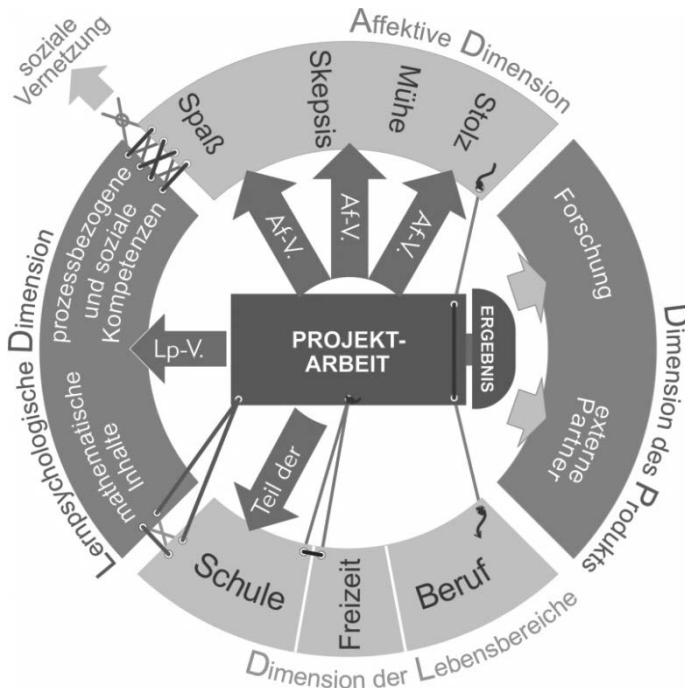 soziale
Vernetzung
Affektive Dimension
Spaß
Skepsis
Mühe
Stolz
Af-V.
Af-V.
Af-V.
prozessbezogene
und soziale
Kompetenzen
mathematische
Inhalte
Lernpsychologische Dimension
Lp-V.
PROJEKT-
ARBEIT
ERGEBNIS
Forschung
externe
Partner
Dimension des Produkts
Teil der
Schule
Freizeit
Beruf
Dimension der Lebensbereiche